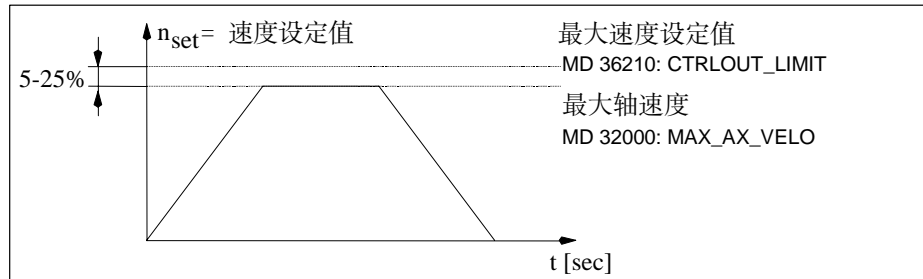 n_set = 速度设定值
最大速度设定值
MD 36210: CTRLOUT_LIMIT
5-25%
最大轴速度
MD 32000: MAX_AX_VELO
t [sec]